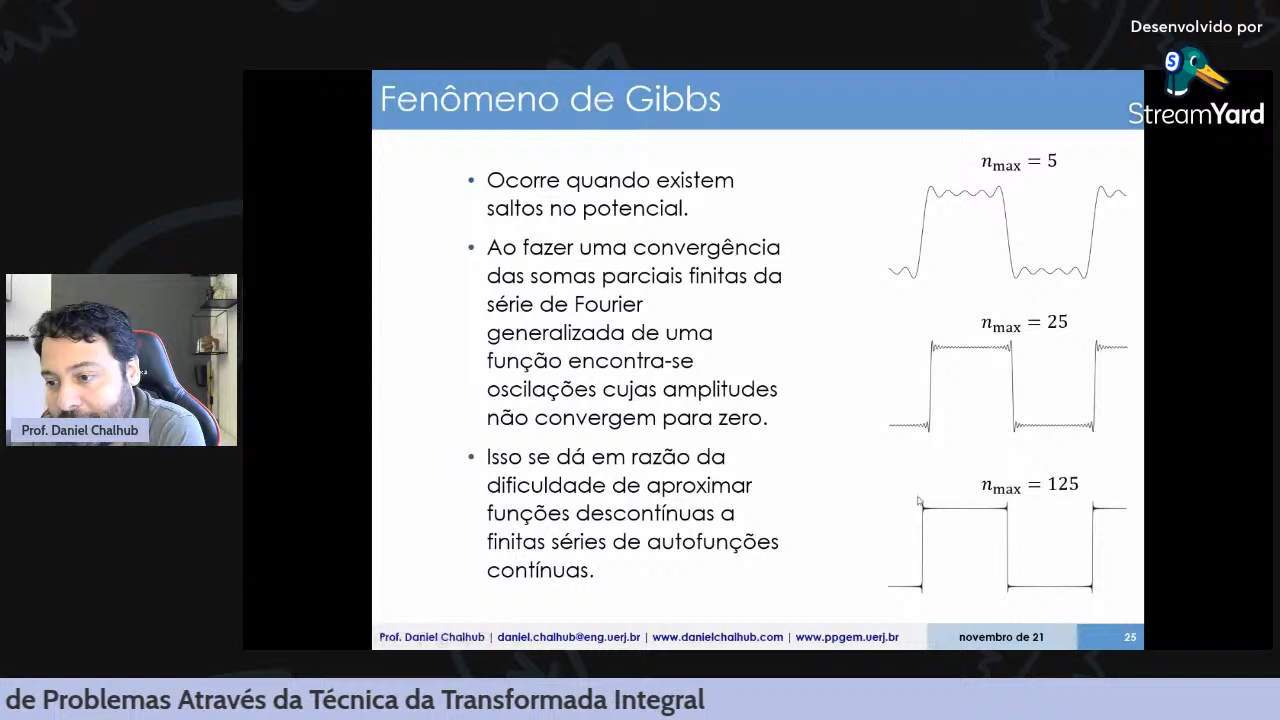 Desenvolvido por
StreamYard
Fenômeno de Gibbs
• Ocorre quando existem
saltos no potencial.
• Ao fazer uma convergência
das somas parciais finitas da
série de Fourier
generalizada de uma
função encontra-se
oscilações cujas amplitudes
não convergem para zero.
• Isso se dá em razão da
dificuldade de aproximar
funções descontínuas a
finitas séries de autofunções
contínuas.
n_max = 5
n_max = 25
n_max = 125
Prof. Daniel Chalhub
Prof. Daniel Chalhub | daniel.chalhub@eng.uerj.br | www.danielchalhub.com | www.ppgem.uerj.br novembro de 21 25
de Problemas Através da Técnica da Transformada Integral